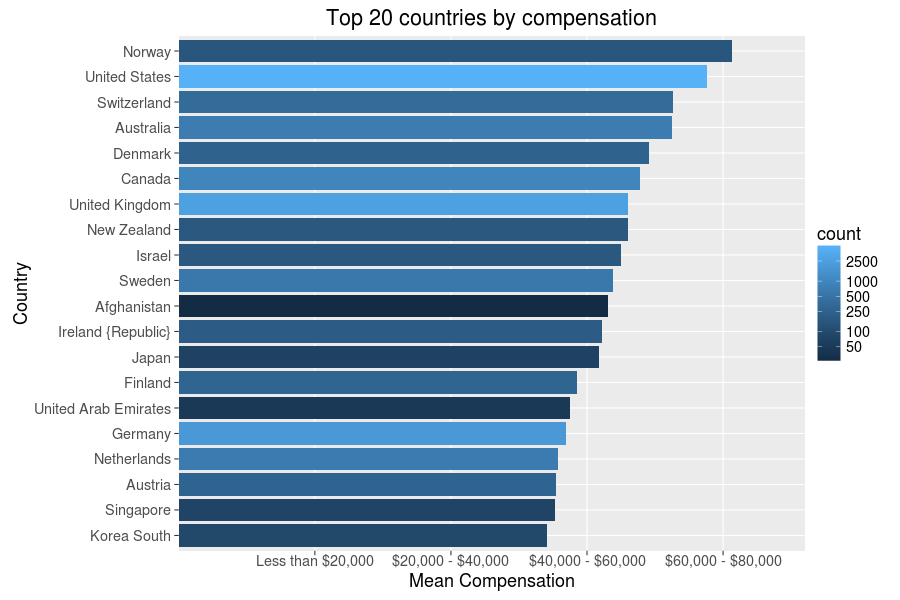 Top 20 countries by compensation
Country
Norway
United States
Switzerland
Australia
Denmark
Canada
United Kingdom
New Zealand
Israel
Sweden
Afghanistan
Ireland {Republic}
Japan
Finland
United Arab Emirates
Germany
Netherlands
Austria
Singapore
Korea South
Less than $20,000 $20,000 - $40,000 $40,000 - $60,000 $60,000 - $80,000
Mean Compensation
count
2500
1000
500
250
100
50